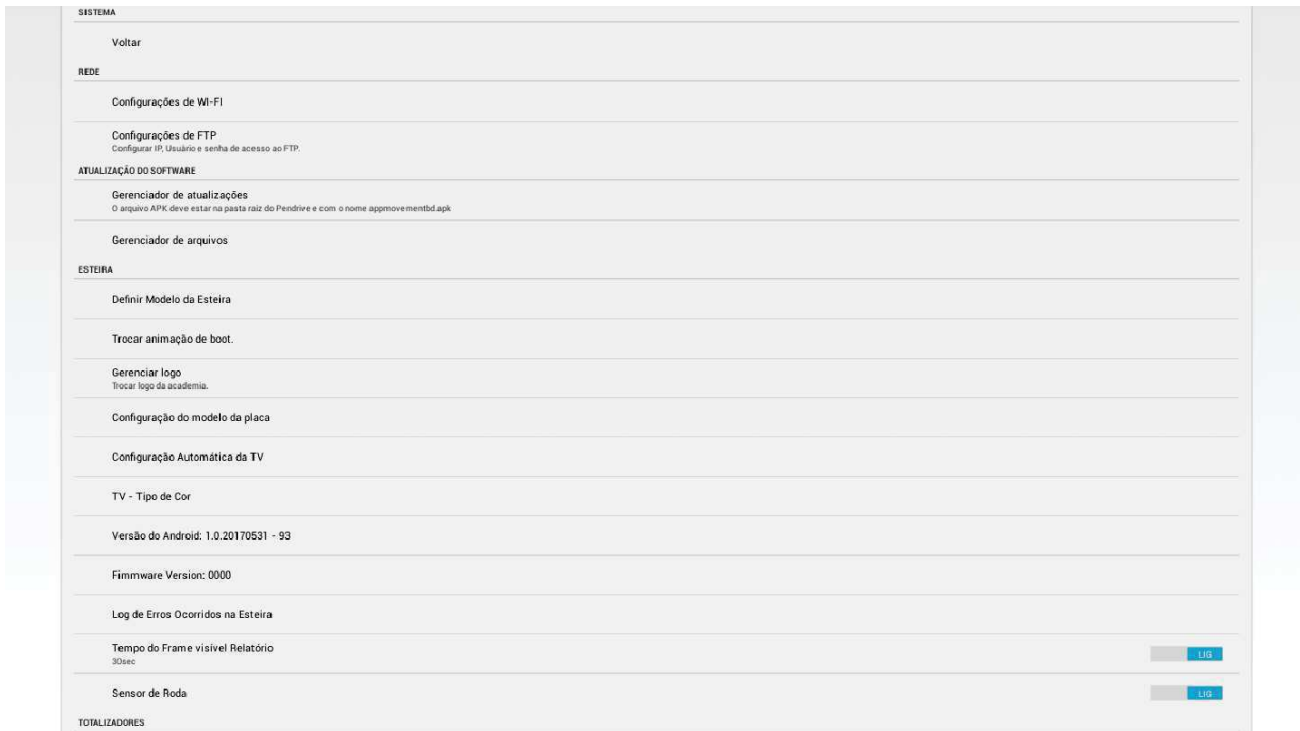 SISTEMA
Voltar
REDE
Configurações de WI-FI
Configurações de FTP
Configurar IP, Usuário e senha de acesso ao FTP.
ATUALIZAÇÃO DO SOFTWARE
Gerenciador de atualizações
O arquivo APK deve estar na pasta raiz do Pendrive e com o nome appmovementbd.apk
Gerenciador de arquivos
ESTEIRA
Definir Modelo da Esteira
Trocar animação de boot.
Gerenciar logo
Trocar logo da academia.
Configuração do modelo da placa
Configuração Automática da TV
TV - Tipo de Cor
Versão do Android: 1.0.20170531 - 93
Fimmware Version: 0000
Log de Erros Ocorridos na Esteira
Tempo do Frame visível Relatório
30sec
LIG
Sensor de Roda
LIG
TOTALIZADORES